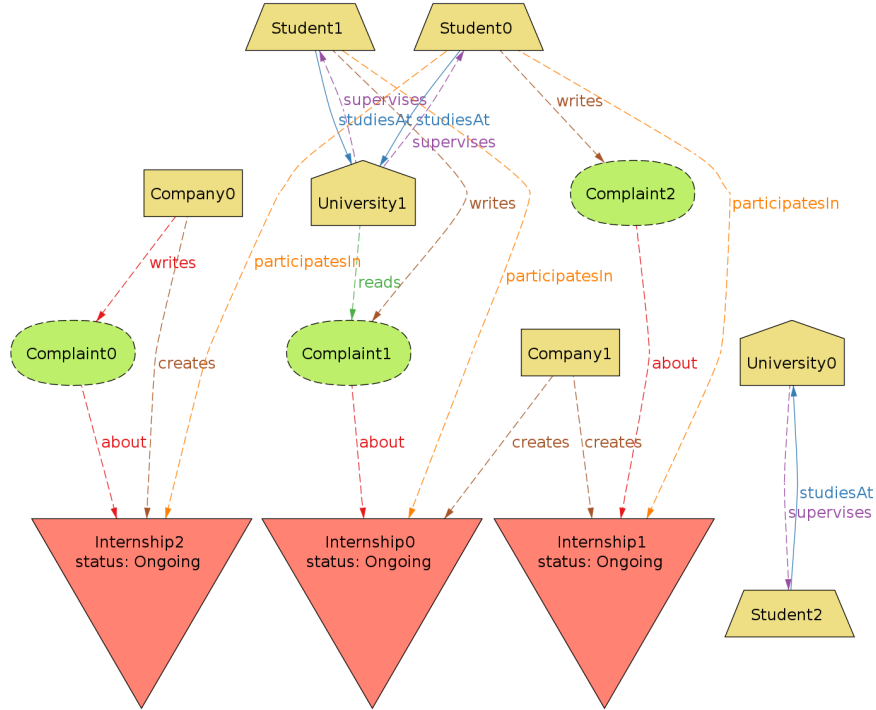 Student1
Student0
supervises
writes
studiesAt
studiesAt
supervises
Company0
University1
Complaint2
writes
participatesIn
writes
participatesIn
participatesIn
reads
Complaint0
Complaint1
Company1
University0
creates
about
about
about
creates
creates
studiesAt
supervises
Internship2
status: Ongoing
Internship0
status: Ongoing
Internship1
status: Ongoing
Student2